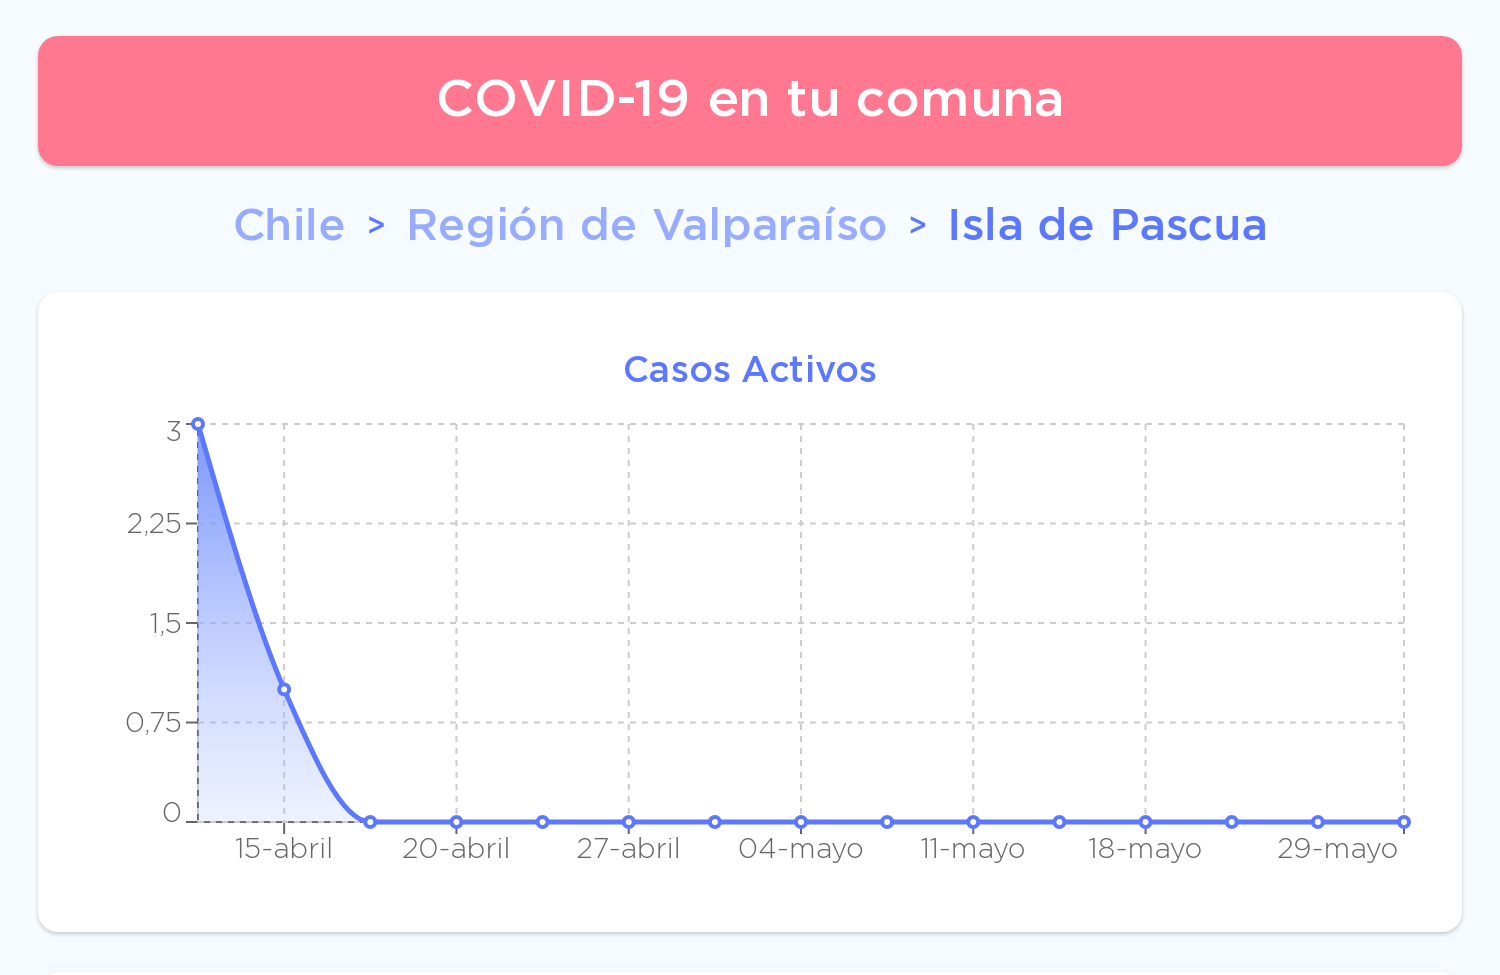 COVID-19 en tu comuna
Chile > Región de Valparaíso > Isla de Pascua
Casos Activos
3
2,25
1,5
0,75
0
15-abril 20-abril 27-abril 04-mayo 11-mayo 18-mayo 29-mayo